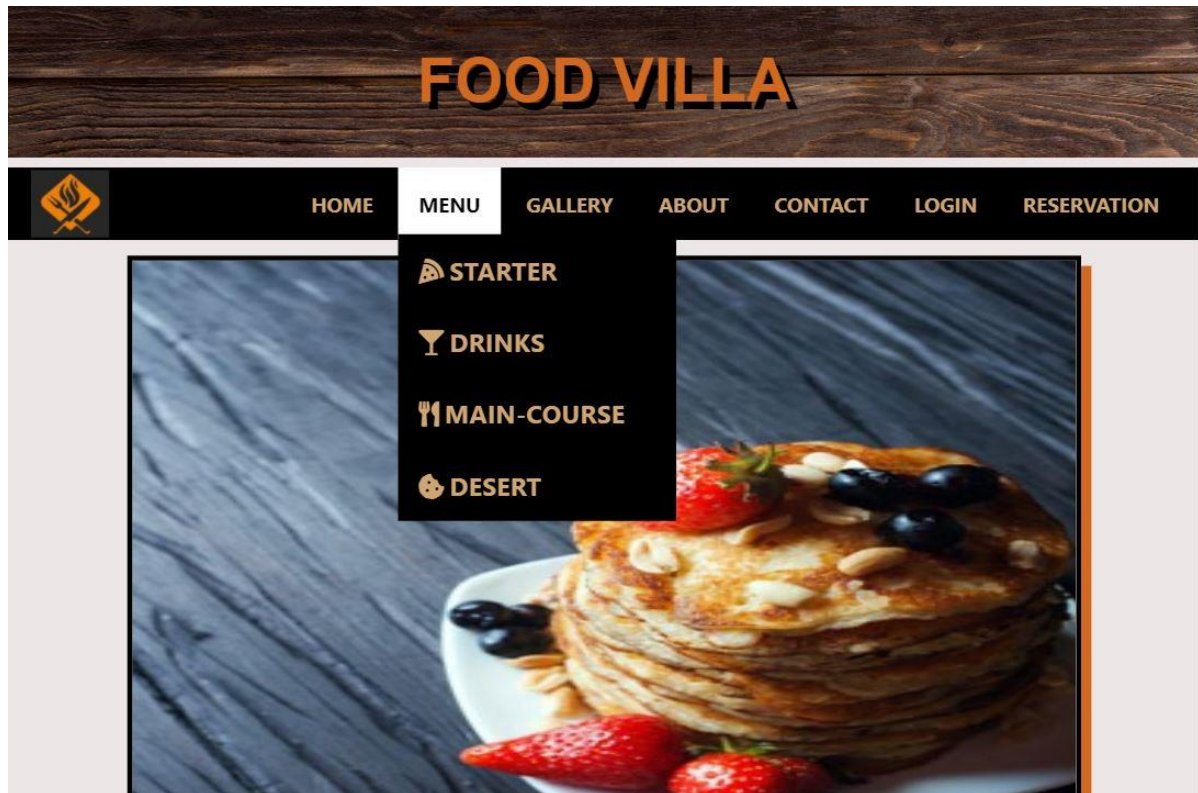 FOOD VILLA
HOME MENU GALLERY ABOUT CONTACT LOGIN RESERVATION
STARTER
DRINKS
MAIN-COURSE
DESERT